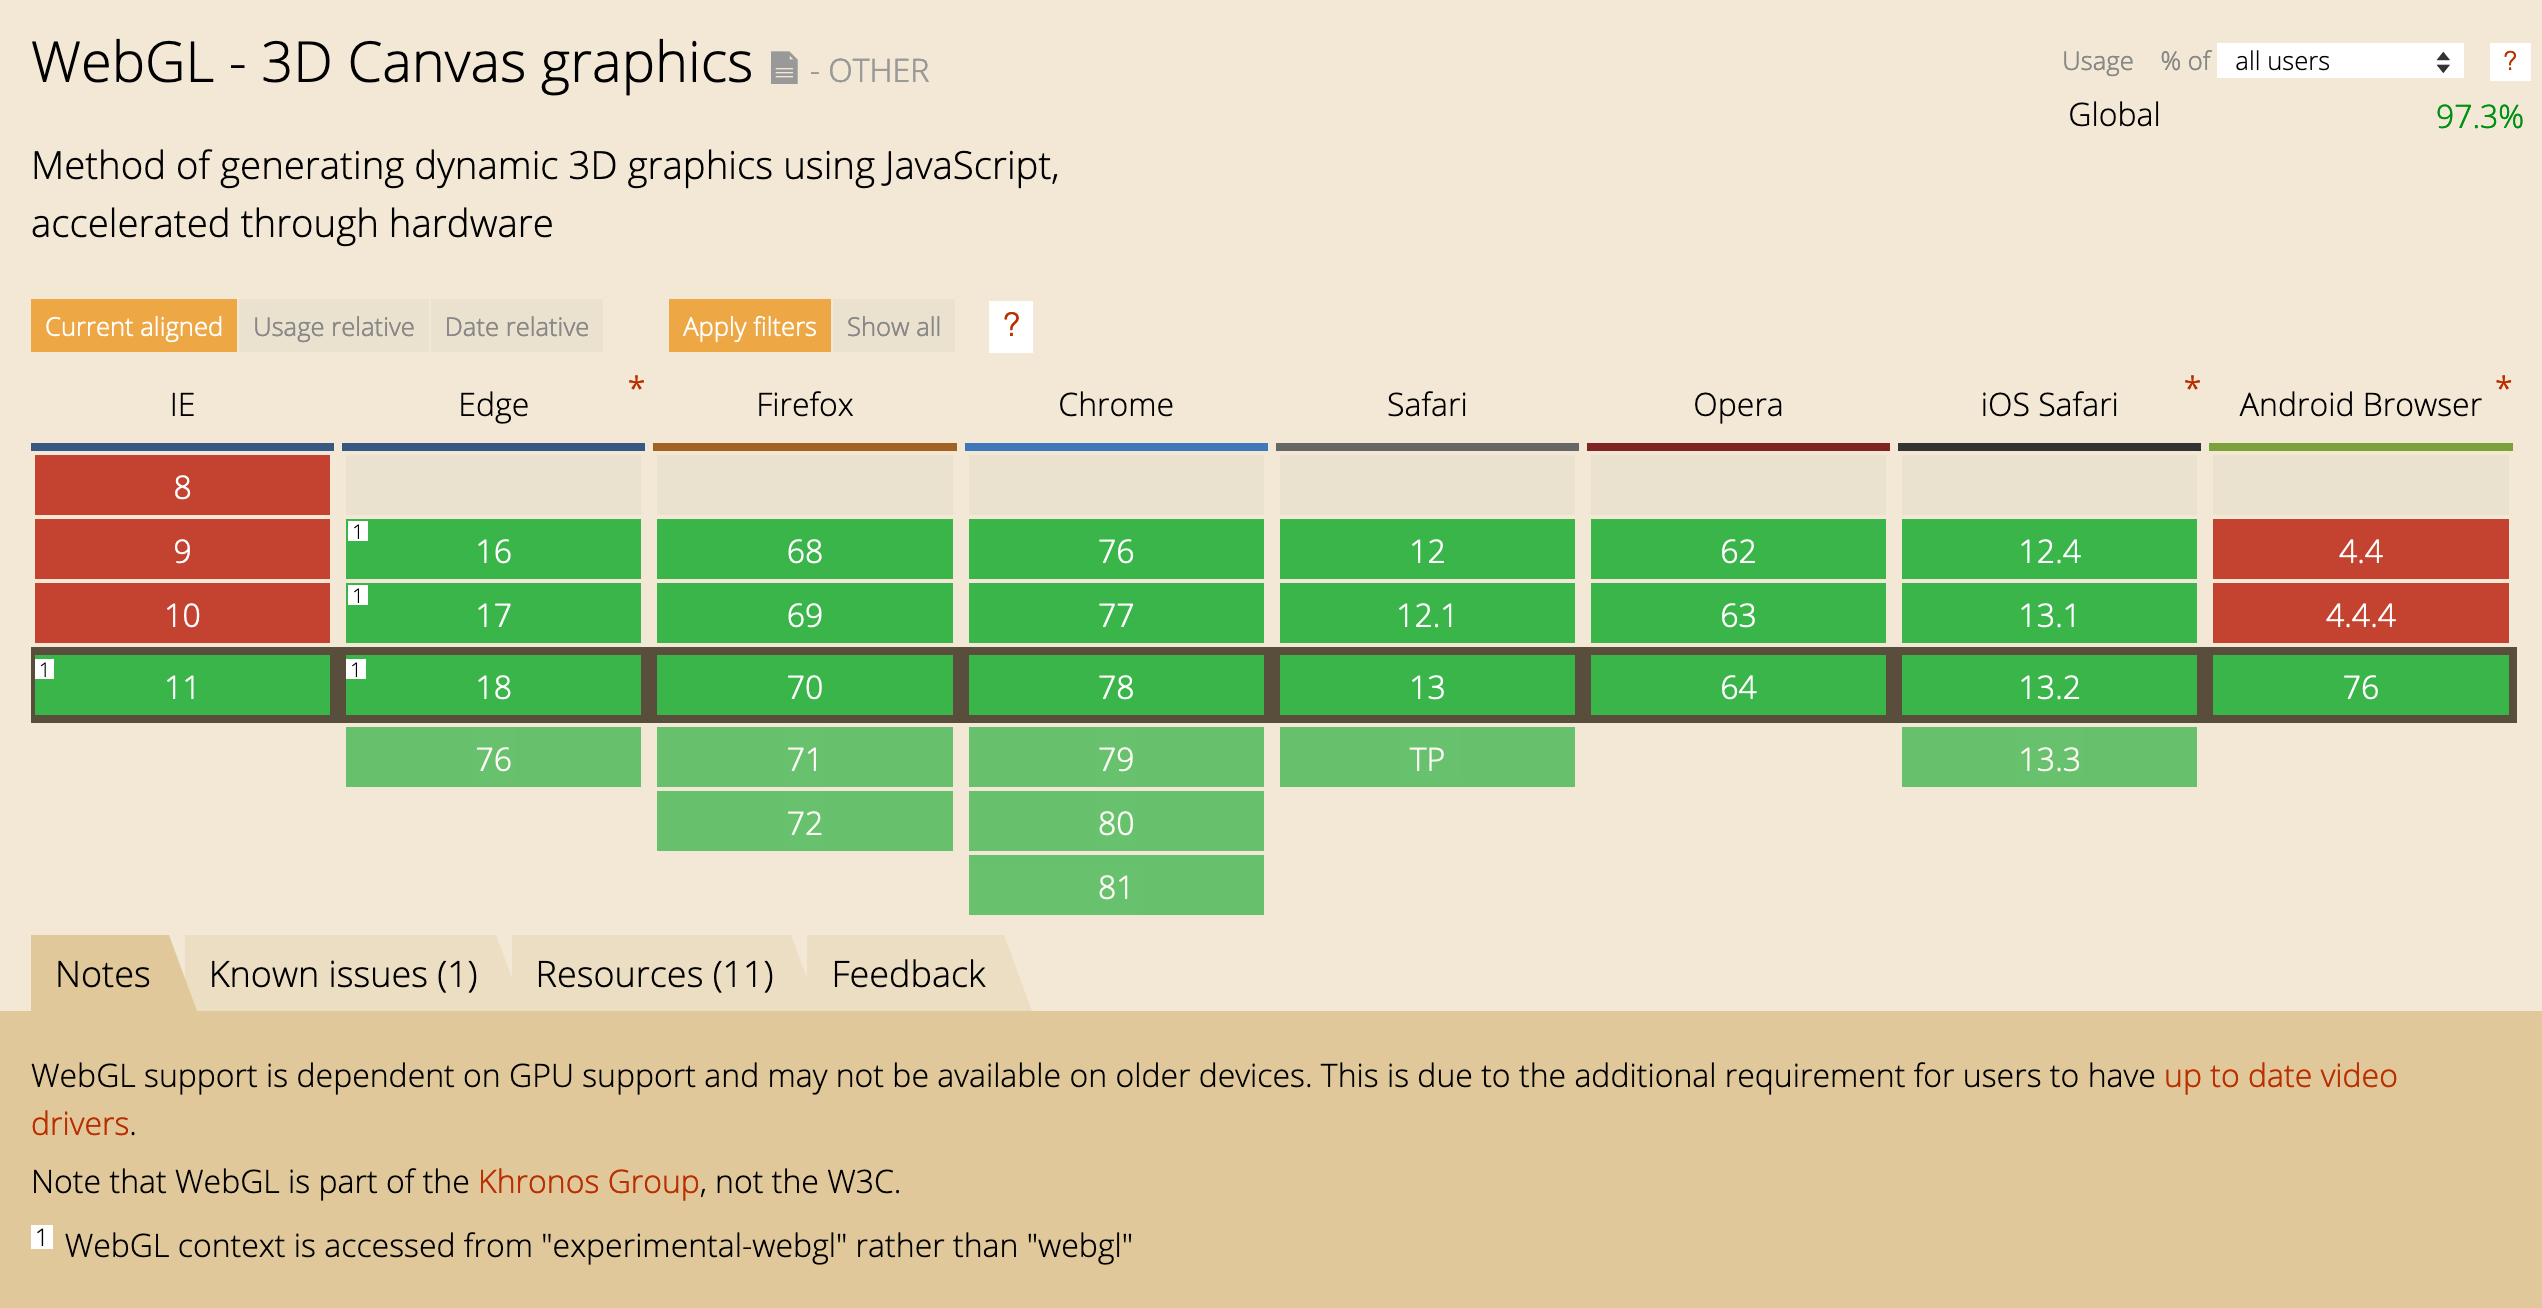 WebGL - 3D Canvas graphics - OTHER
Usage % of all users ?
Global 97.3%
Method of generating dynamic 3D graphics using JavaScript,
accelerated through hardware
Current aligned Usage relative Date relative Apply filters Show all ?
IE Edge * Firefox Chrome Safari Opera iOS Safari * Android Browser *
8
9 1 16 68 76 12 62 12.4 4.4
10 1 17 69 77 12.1 63 13.1 4.4.4
1 11 1 18 70 78 13 64 13.2 76
76 71 79 TP 13.3
72 80
81
Notes Known issues (1) Resources (11) Feedback
WebGL support is dependent on GPU support and may not be available on older devices. This is due to the additional requirement for users to have up to date video
drivers.
Note that WebGL is part of the Khronos Group, not the W3C.
1 WebGL context is accessed from "experimental-webgl" rather than "webgl"